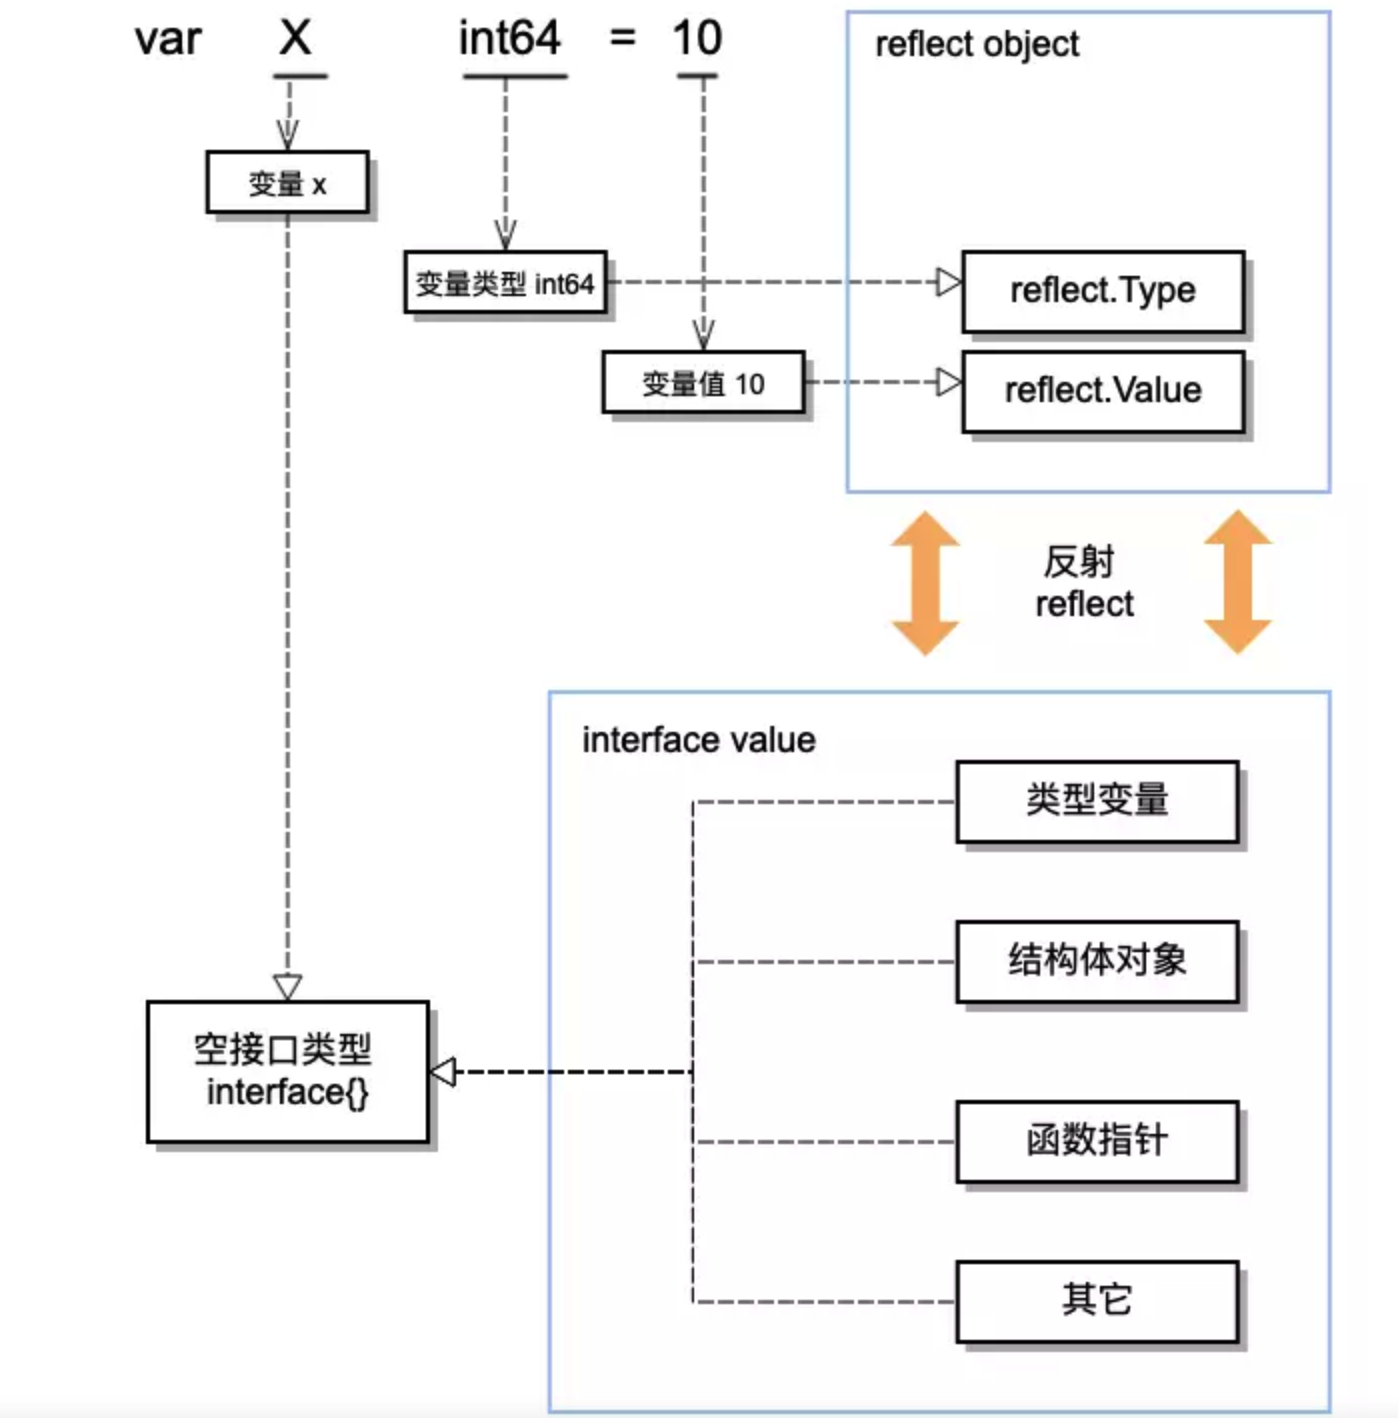 var X int64 = 10
reflect object
变量 x
变量类型 int64
reflect.Type
变量值 10
reflect.Value
反射
reflect
interface value
类型变量
结构体对象
空接口类型
interface{}
函数指针
其它